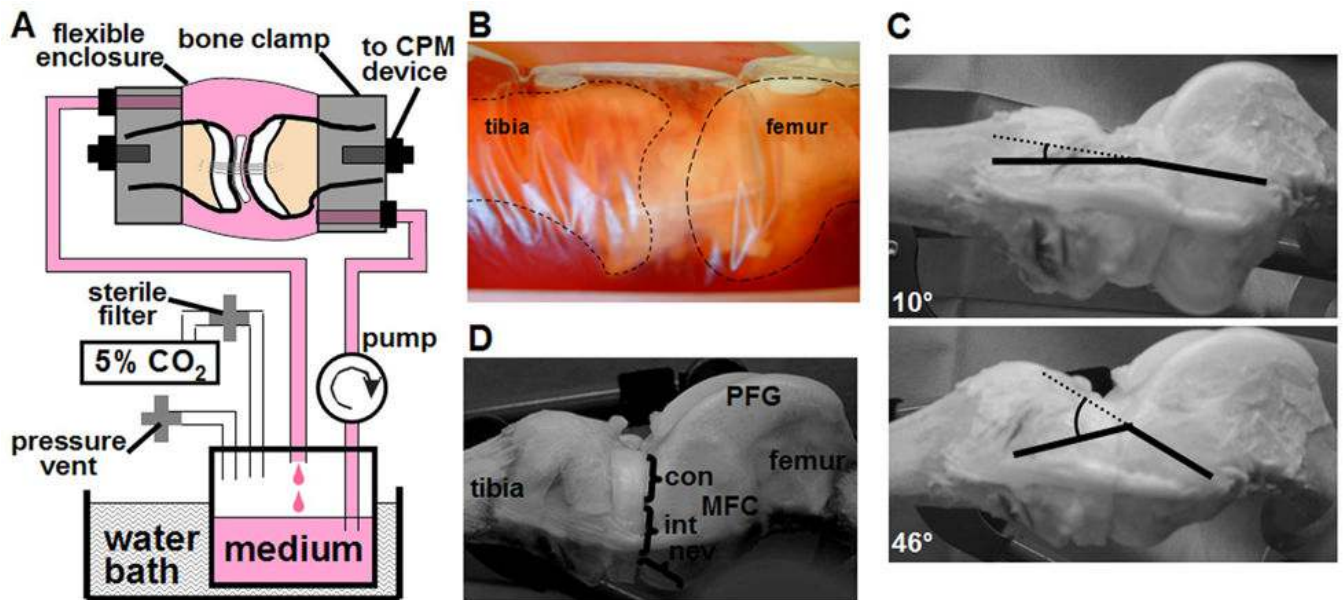 A
flexible
enclosure
bone clamp
to CPM
device
sterile
filter
5% CO2
pump
pressure
vent
water
bath
medium
B
tibia
femur
C
10°
46°
D
PFG
tibia
con
femur
MFC
int
nev